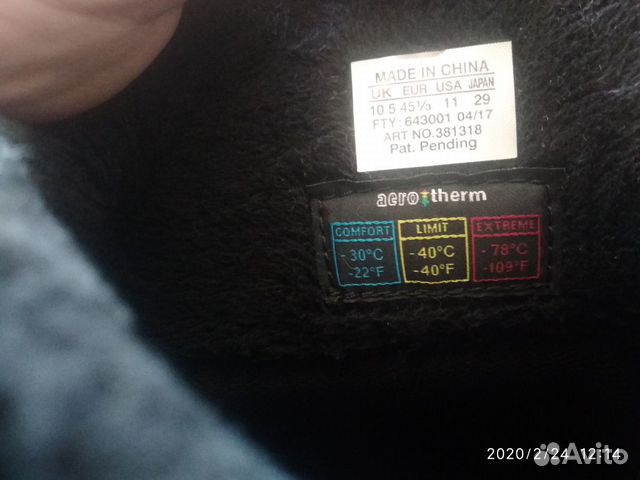 MADE IN CHINA
UK EUR USA JAPAN
10 5 45⅓ 11 29
FTY: 643001 04/17
ART NO.381318
Pat. Pending
aerotherm
COMFORT LIMIT EXTREME
-30°C -40°C -78°C
-22°F -40°F -109°F
2020/2/24 12:14
Avito